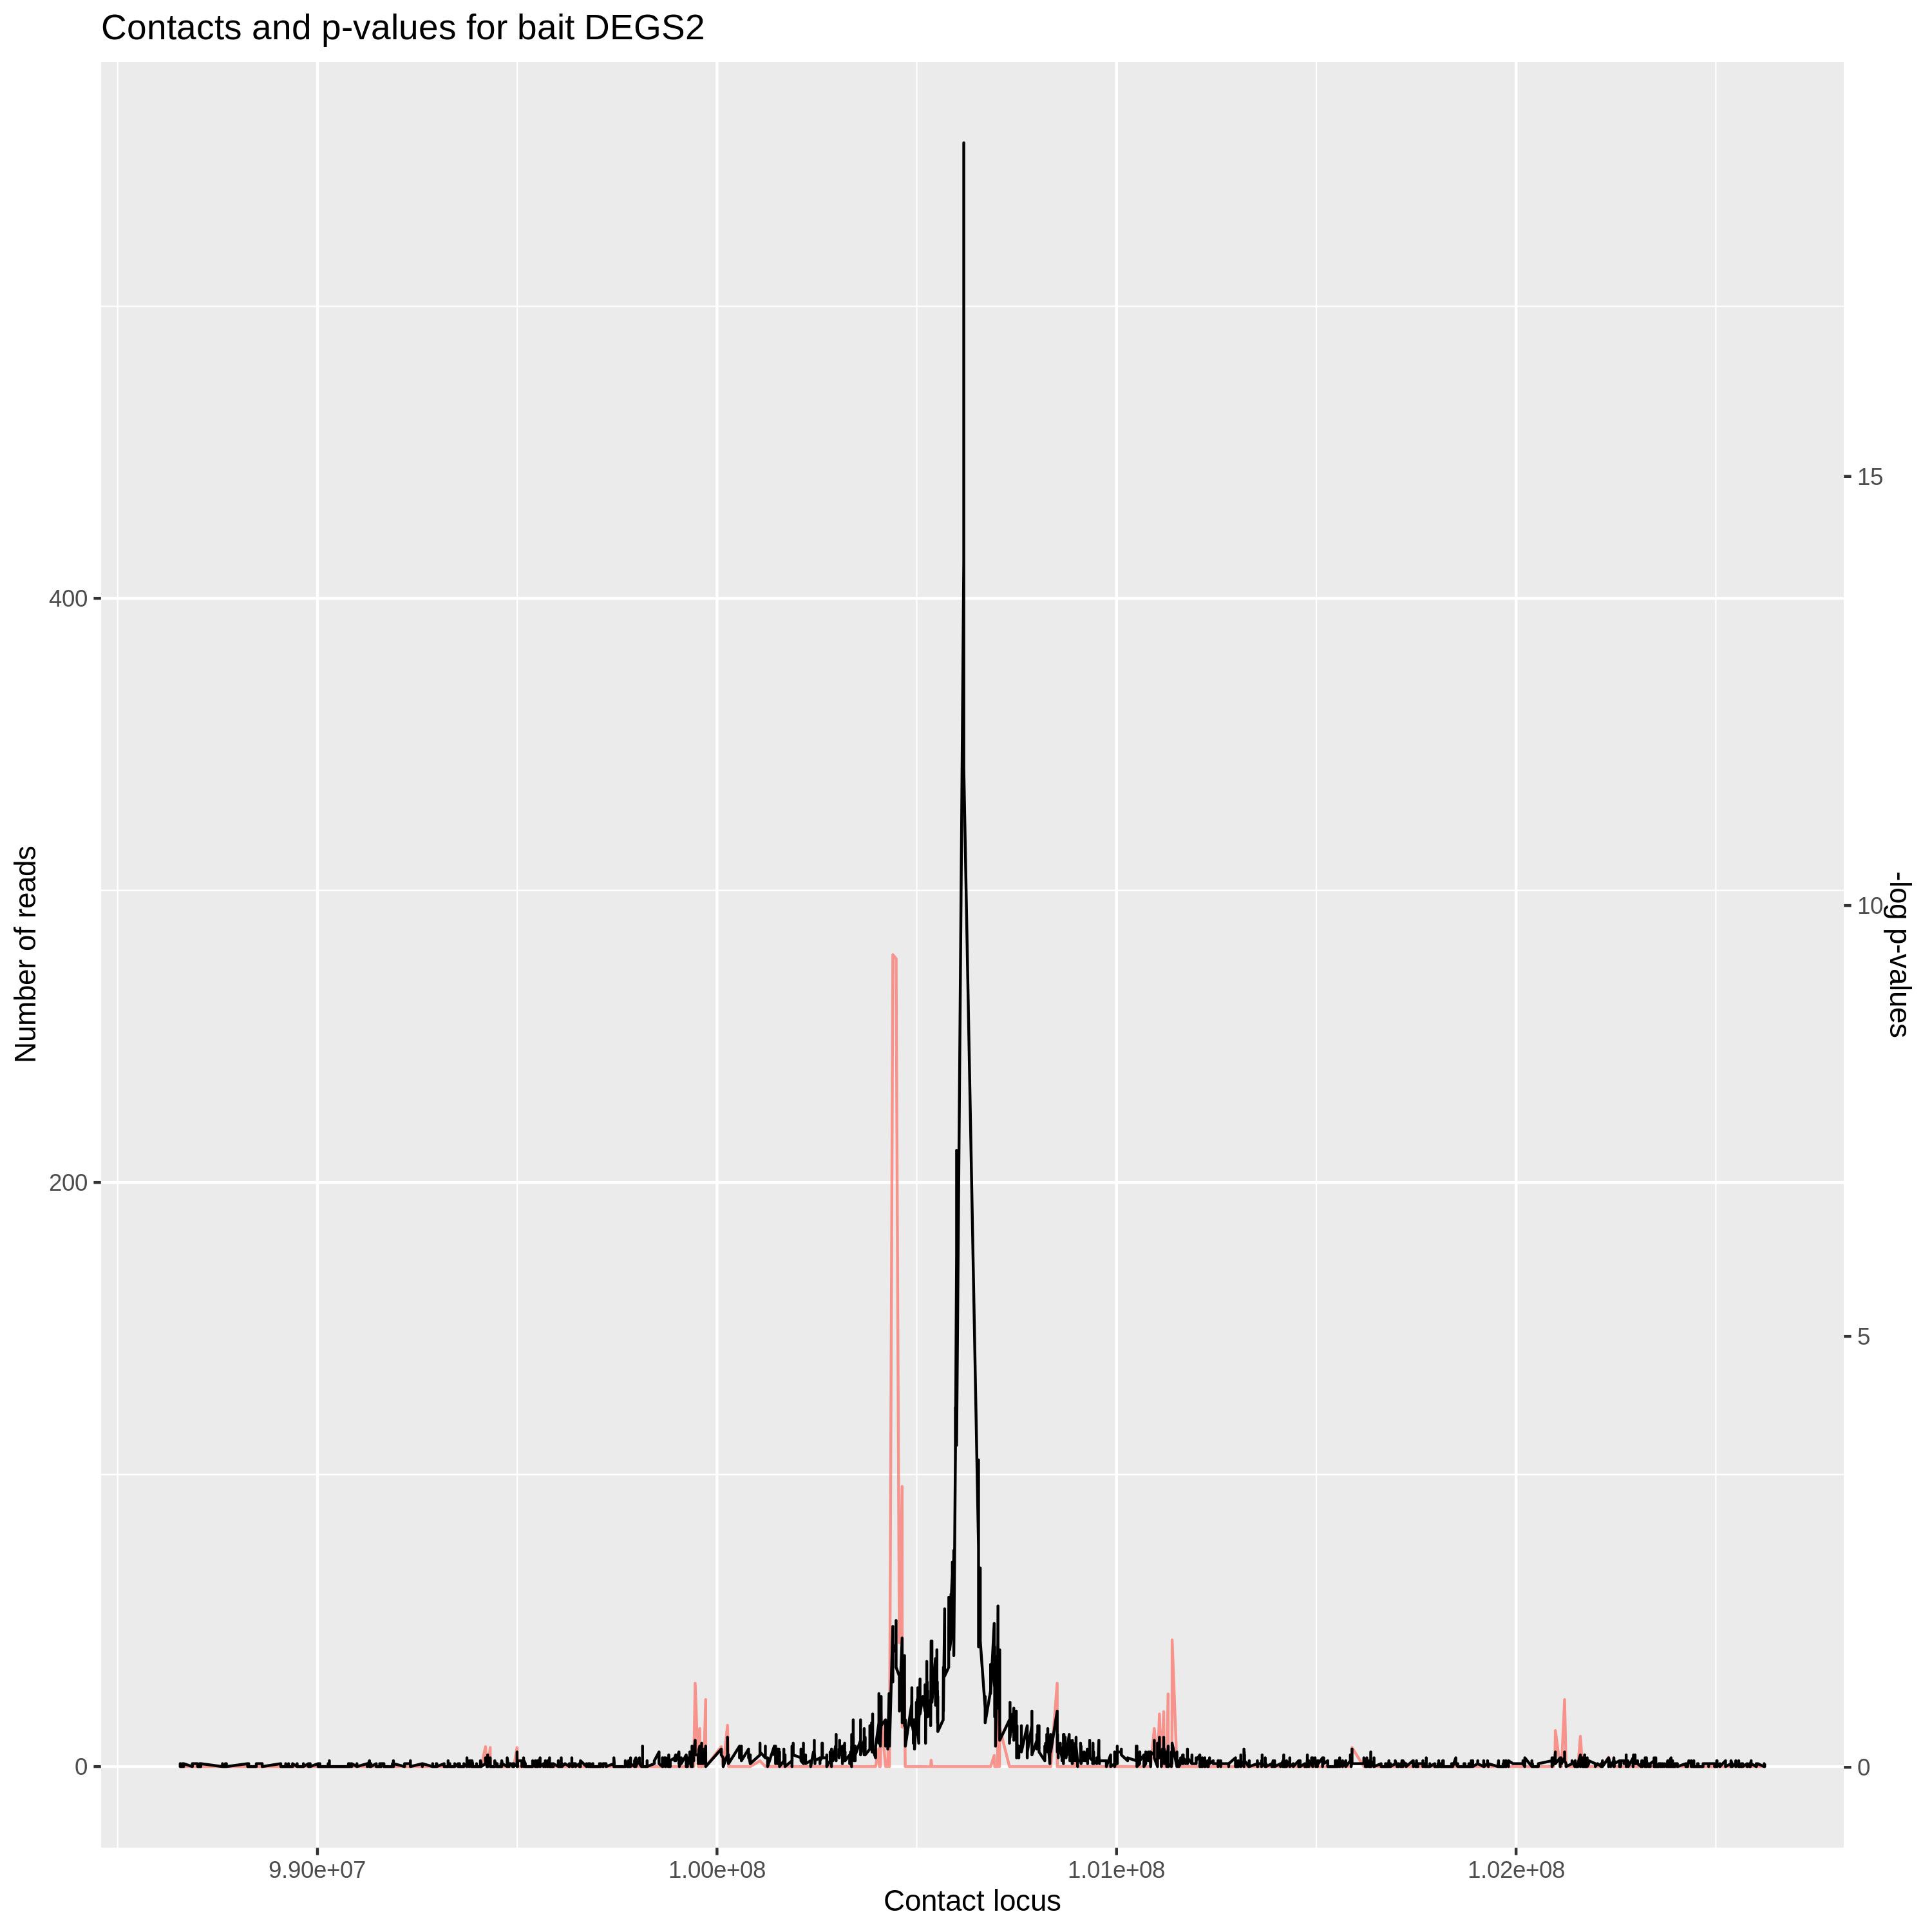 Contacts and p-values for bait DEGS2
Number of reads
400
200
0
15
10
5
0
-log p-values
9.90e+07
1.00e+08
1.01e+08
1.02e+08
Contact locus